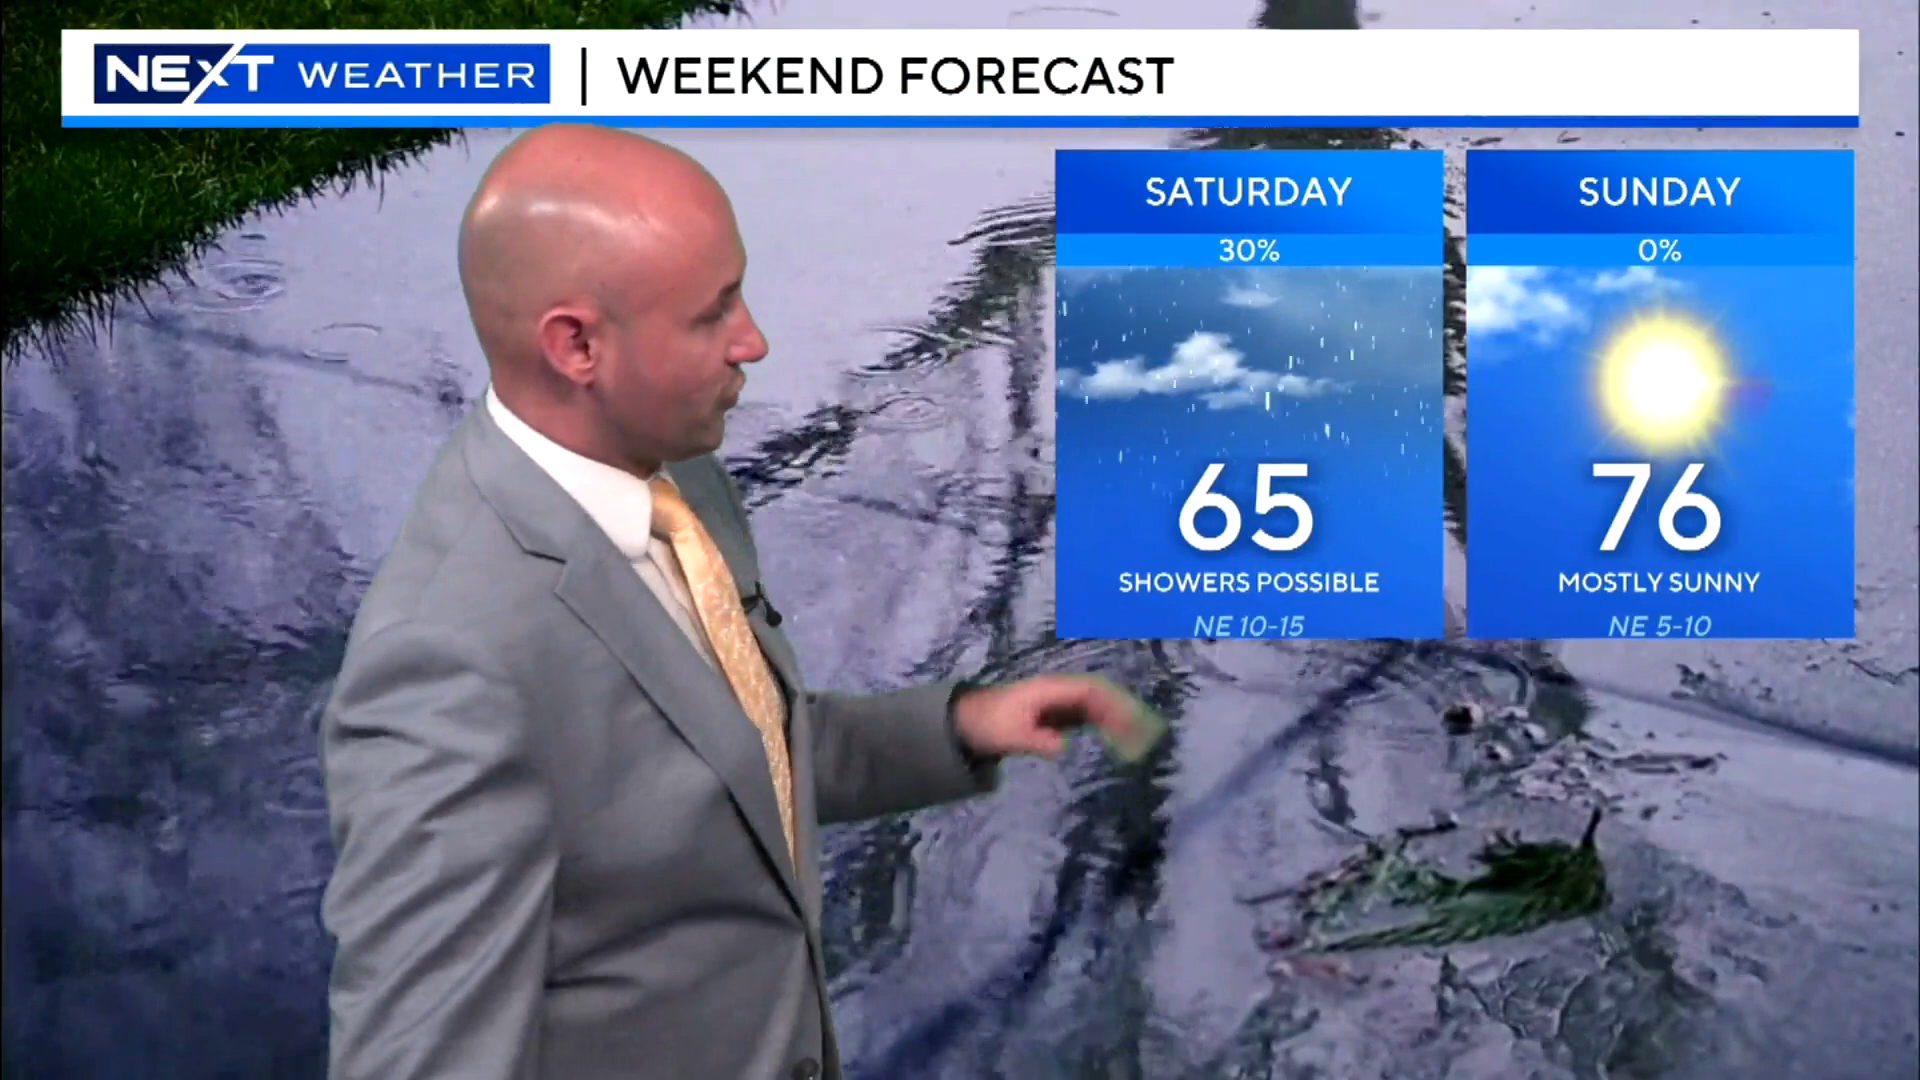 NEXT WEATHER | WEEKEND FORECAST
SATURDAY
30%
65
SHOWERS POSSIBLE
NE 10-15
SUNDAY
0%
76
MOSTLY SUNNY
NE 5-10